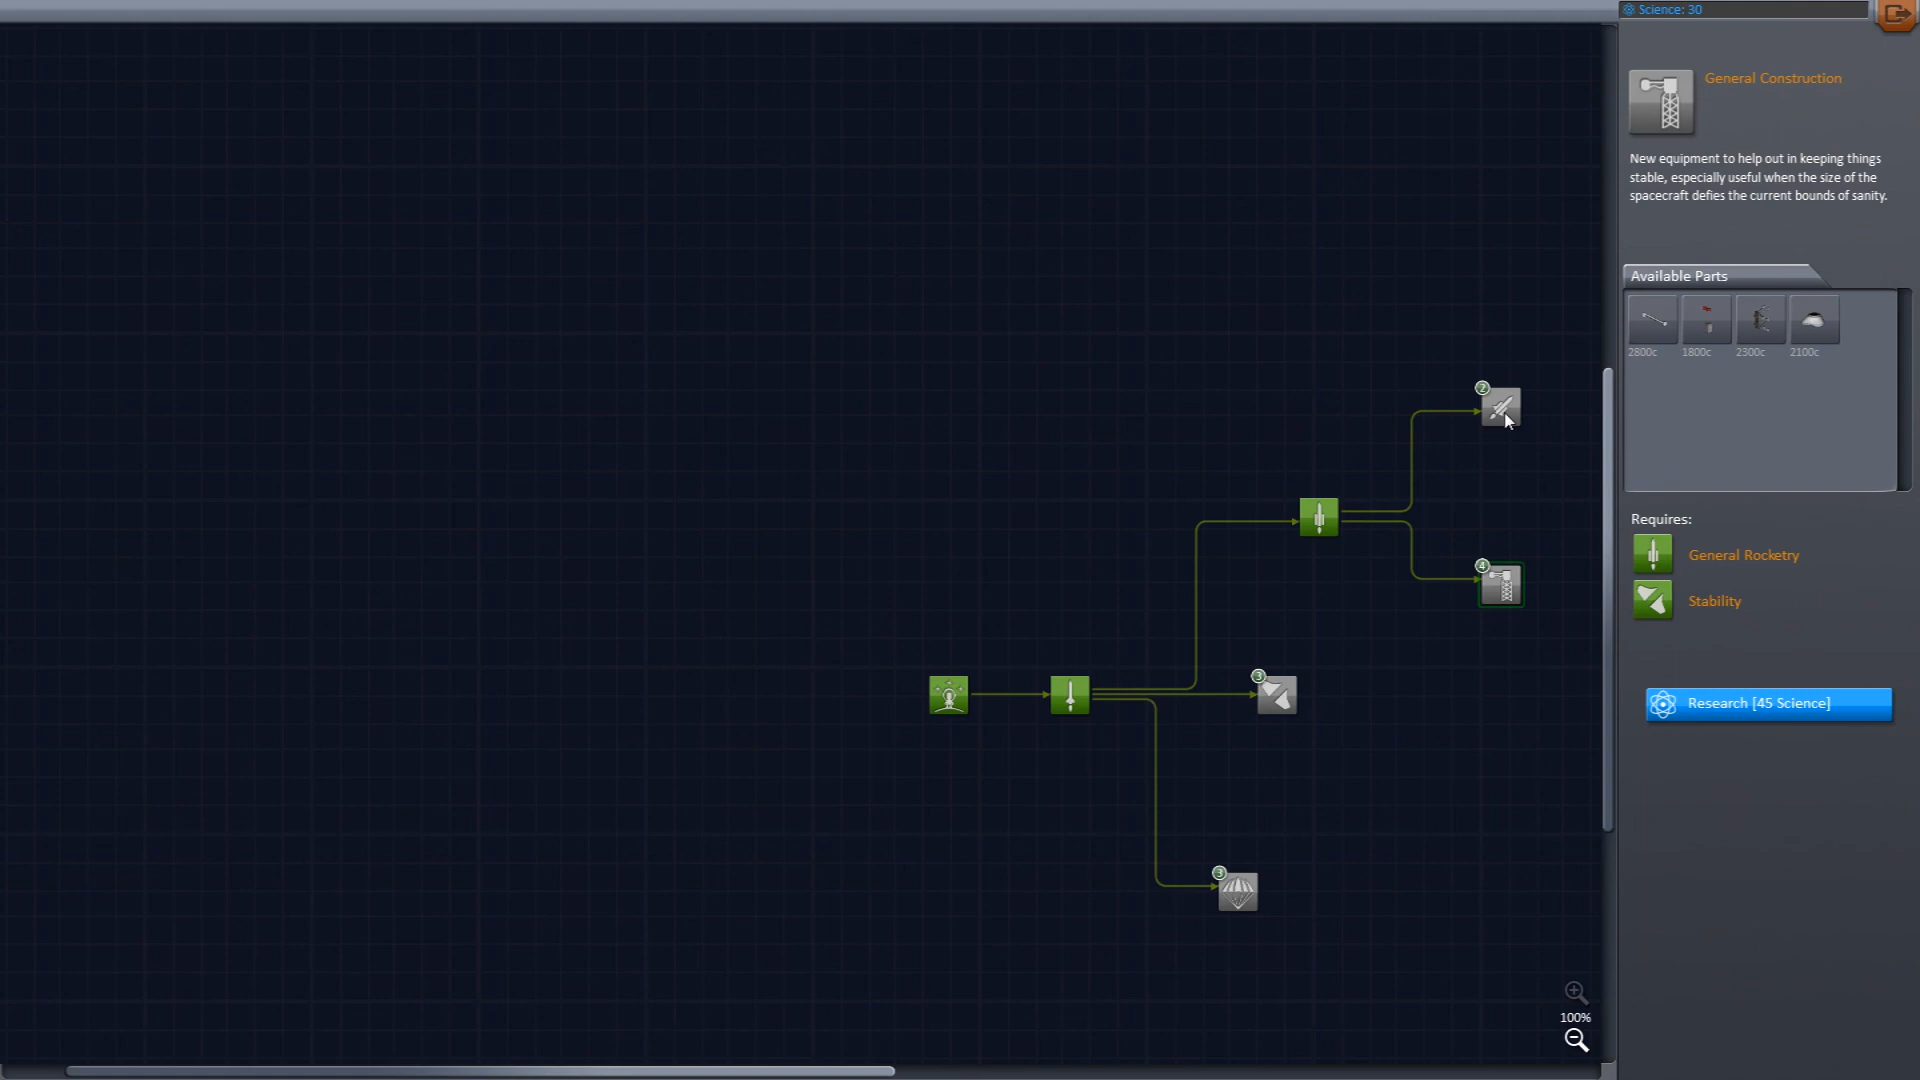 Science: 30
General Construction
New equipment to help out in keeping things
stable, especially useful when the size of the
spacecraft defies the current bounds of sanity.
Available Parts
2800c 1800c 2300c 2100c
Requires:
General Rocketry
Stability
Research [45 Science]
2
4
3
3
100%